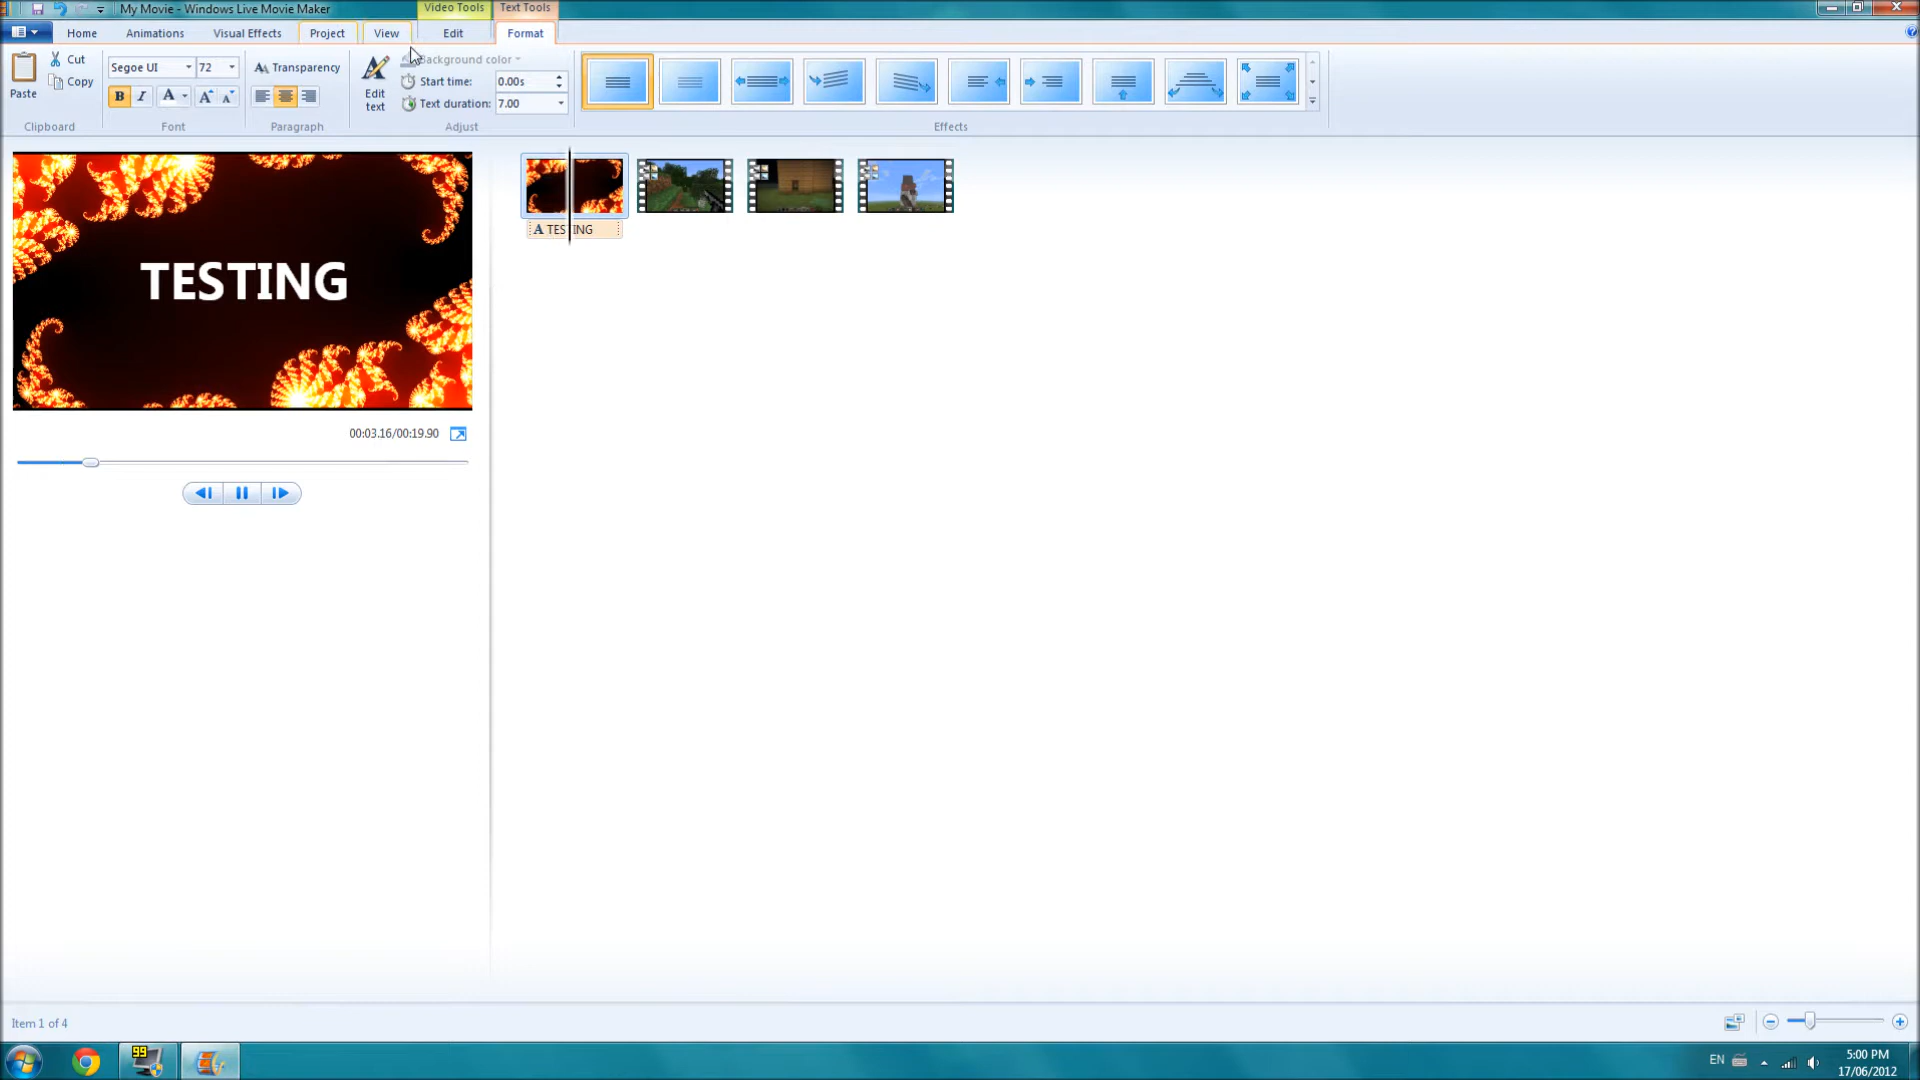 My Movie - Windows Live Movie Maker
Video Tools
Text Tools
Home
Animations
Visual Effects
Project
View
Edit
Format
Paste
Cut
Copy
Clipboard
Segoe UI
72
B
I
A
A
A
Font
Transparency
Paragraph
Edit
text
Background color
Start time:
0.00s
Text duration:
7.00
Adjust
Effects
TESTING
00:03.16/00:19.90
A TESTING
Item 1 of 4
99
EN
5:00 PM
17/06/2012